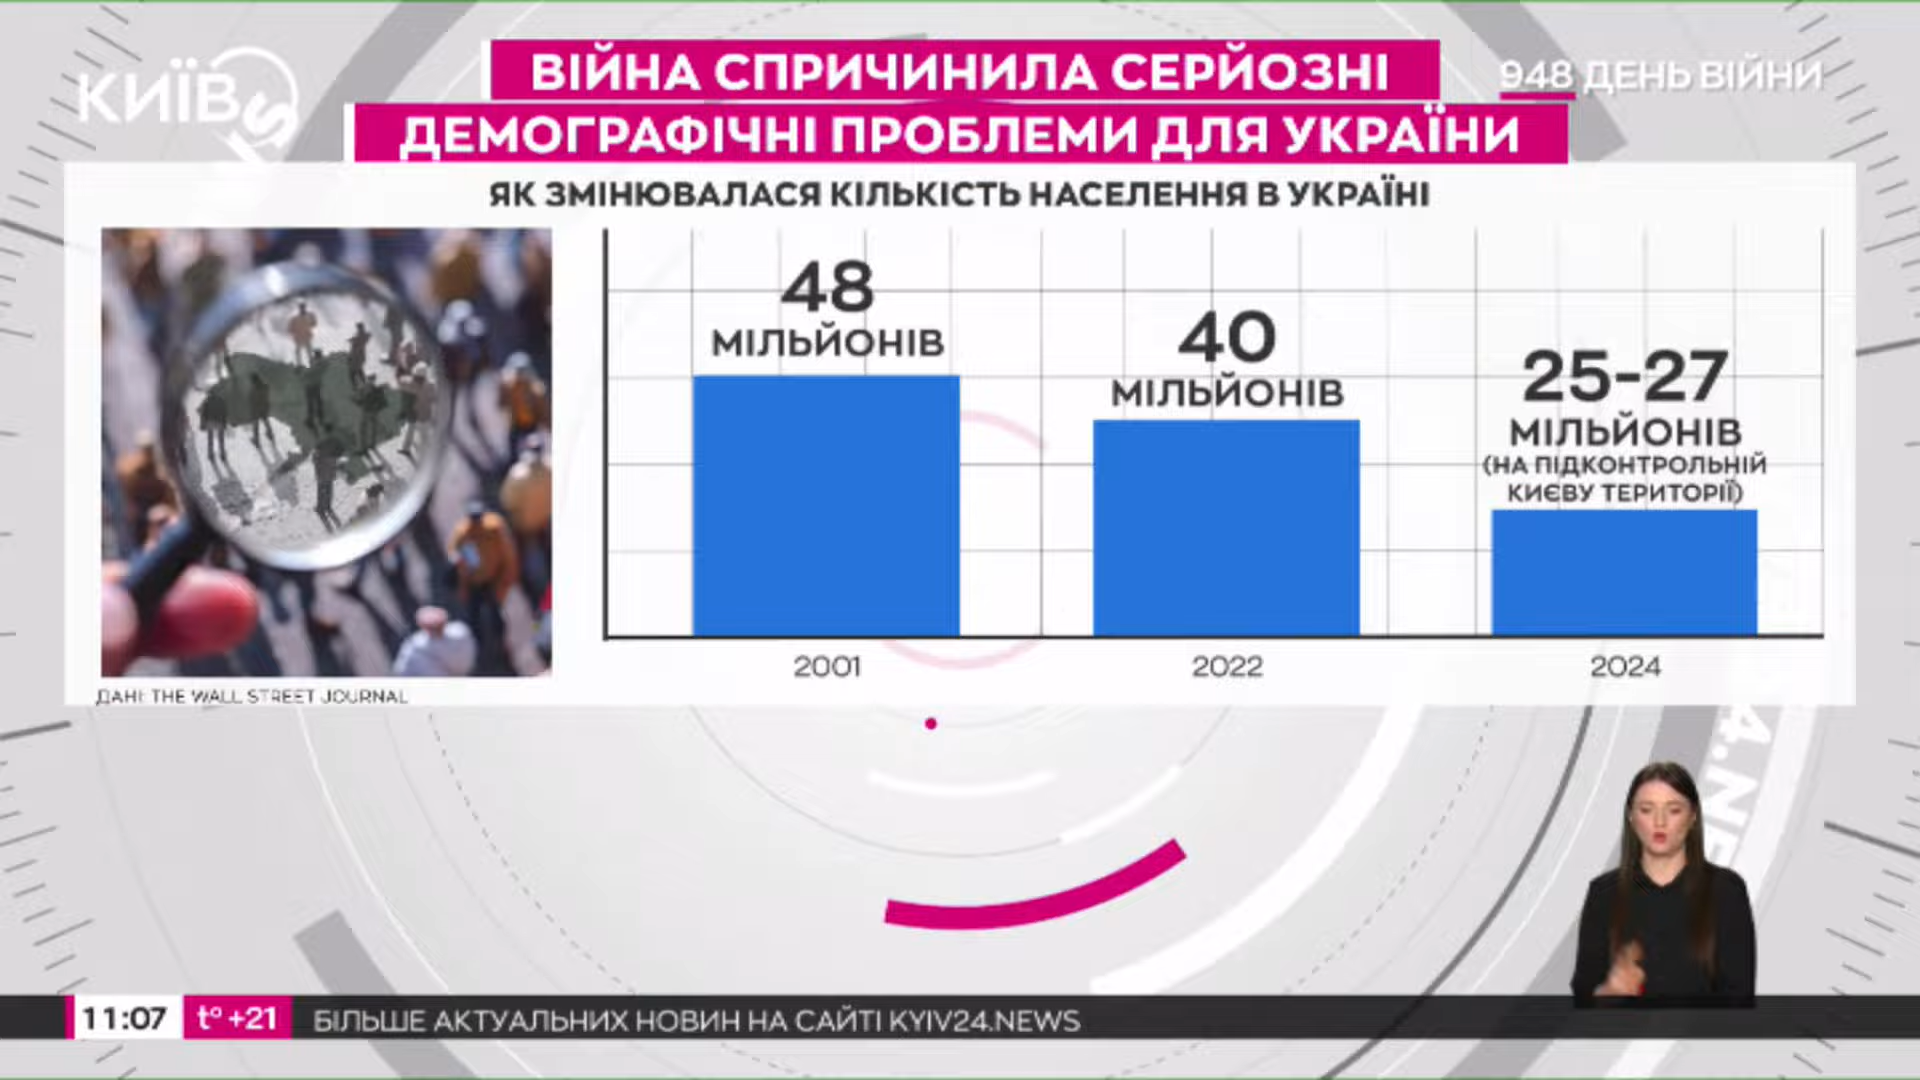 КИЇВ
ВІЙНА СПРИЧИНИЛА СЕРЙОЗНІ
ДЕМОГРАФІЧНІ ПРОБЛЕМИ ДЛЯ УКРАЇНИ
948 ДЕНЬ ВІЙНИ
ЯК ЗМІНЮВАЛАСЯ КІЛЬКІСТЬ НАСЕЛЕННЯ В УКРАЇНІ
48
МІЛЬЙОНІВ
40
МІЛЬЙОНІВ
25-27
МІЛЬЙОНІВ
(НА ПІДКОНТРОЛЬНІЙ
КИЄВУ ТЕРИТОРІЇ)
2001
2022
2024
ДАНІ: THE WALL STREET JOURNAL
11:07
t° +21
БІЛЬШЕ АКТУАЛЬНИХ НОВИН НА САЙТІ KYIV24.NEWS